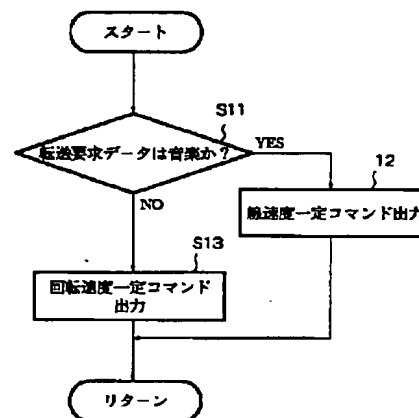 スタート
S11
転送要求データは音楽か?
YES
12
線速度一定コマンド出力
NO
S13
回転速度一定コマンド
出力
リターン